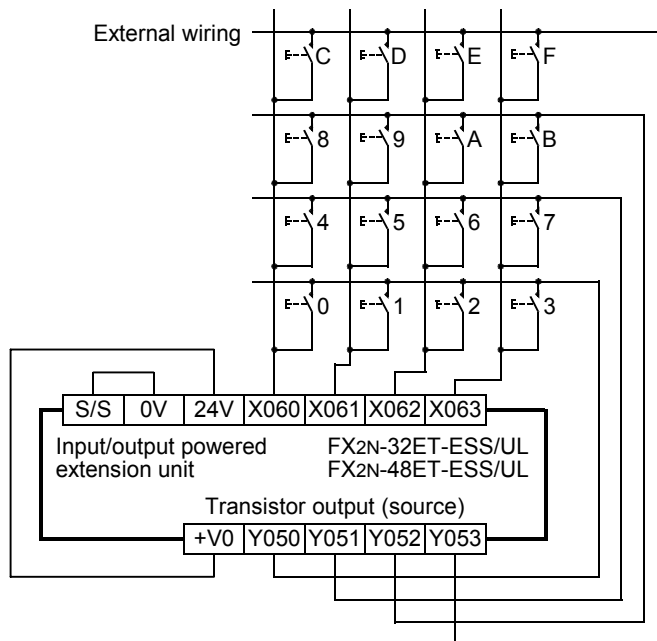 External wiring
C D E F
8 9 A B
4 5 6 7
0 1 2 3
S/S 0V 24V X060 X061 X062 X063
Input/output powered
extension unit
FX2N-32ET-ESS/UL
FX2N-48ET-ESS/UL
Transistor output (source)
+V0 Y050 Y051 Y052 Y053